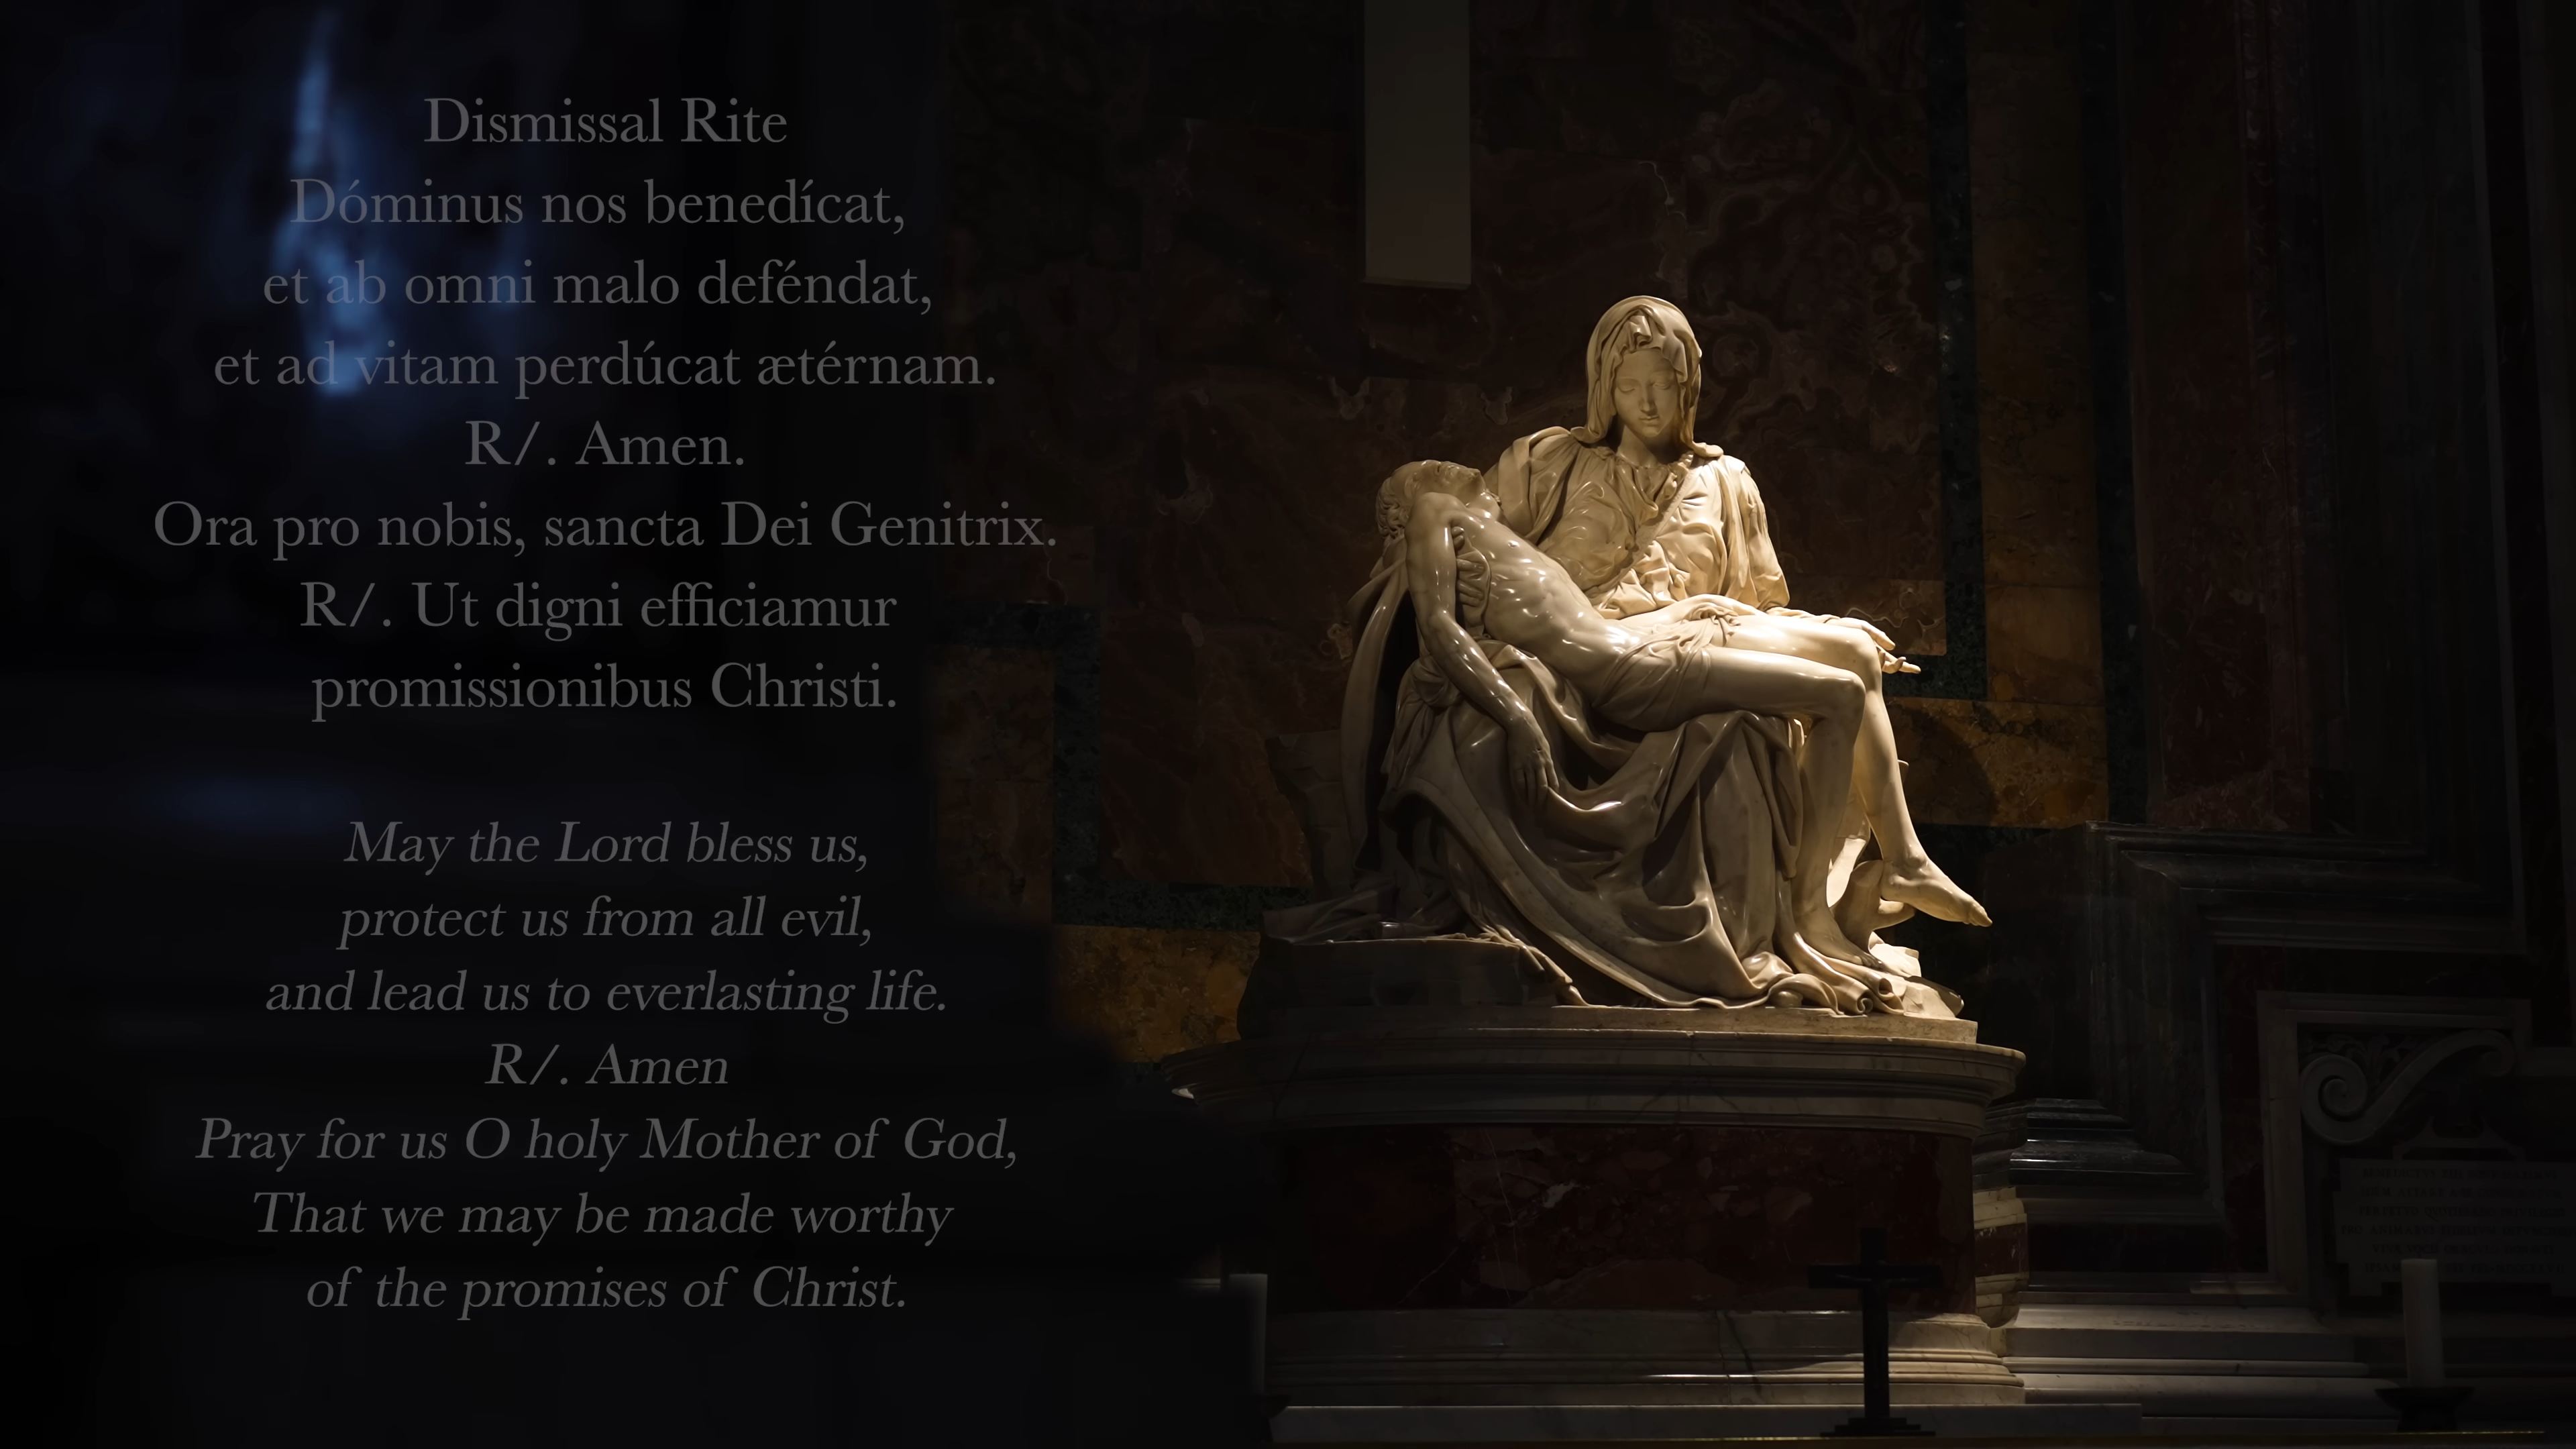 Dismissal Rite
Dóminus nos benedícat,
et ab omni malo deféndat,
et ad vitam perdúcat ætérnam.
R/. Amen.
Ora pro nobis, sancta Dei Genitrix.
R/. Ut digni efficiamur
promissionibus Christi.
May the Lord bless us,
protect us from all evil,
and lead us to everlasting life.
R/. Amen
Pray for us O holy Mother of God,
That we may be made worthy
of the promises of Christ.